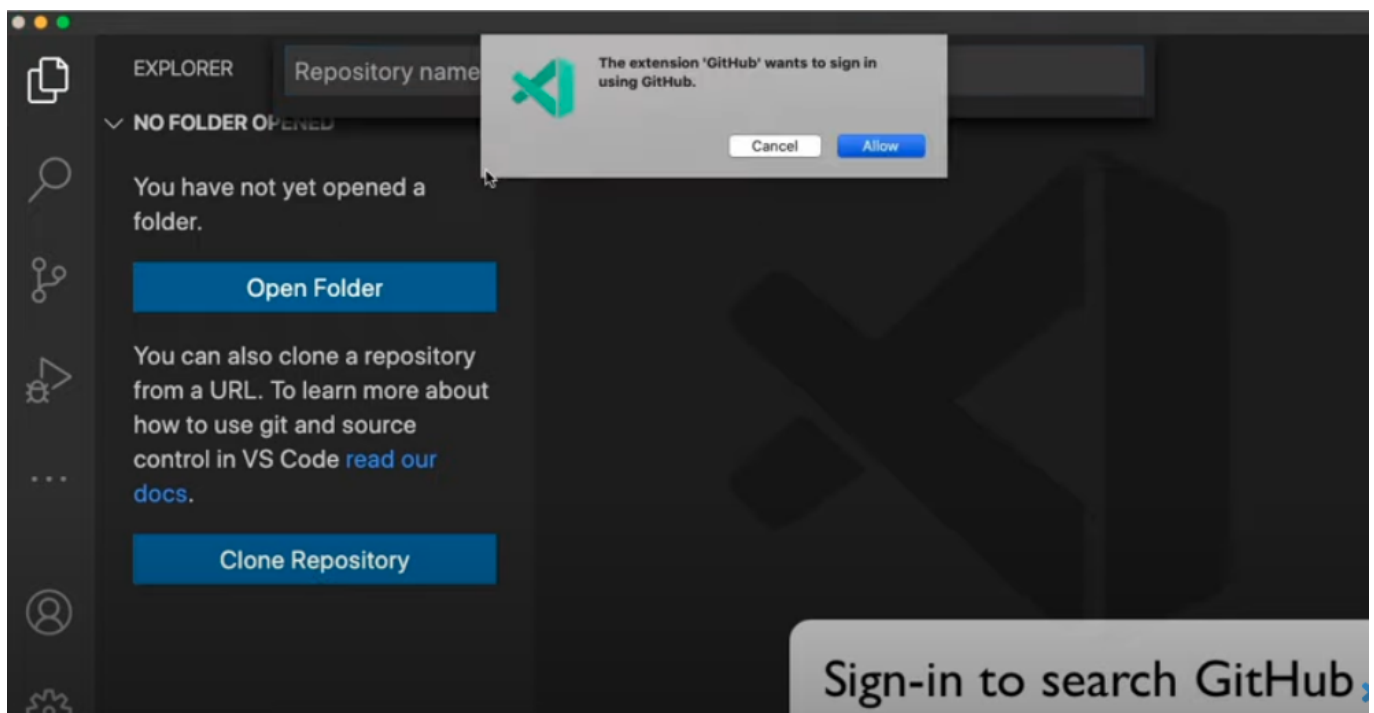 EXPLORER
Repository name
The extension 'GitHub' wants to sign in
using GitHub.
Cancel
Allow
NO FOLDER OPENED
You have not yet opened a
folder.
Open Folder
You can also clone a repository
from a URL. To learn more about
how to use git and source
control in VS Code read our
docs.
Clone Repository
Sign-in to search GitHub